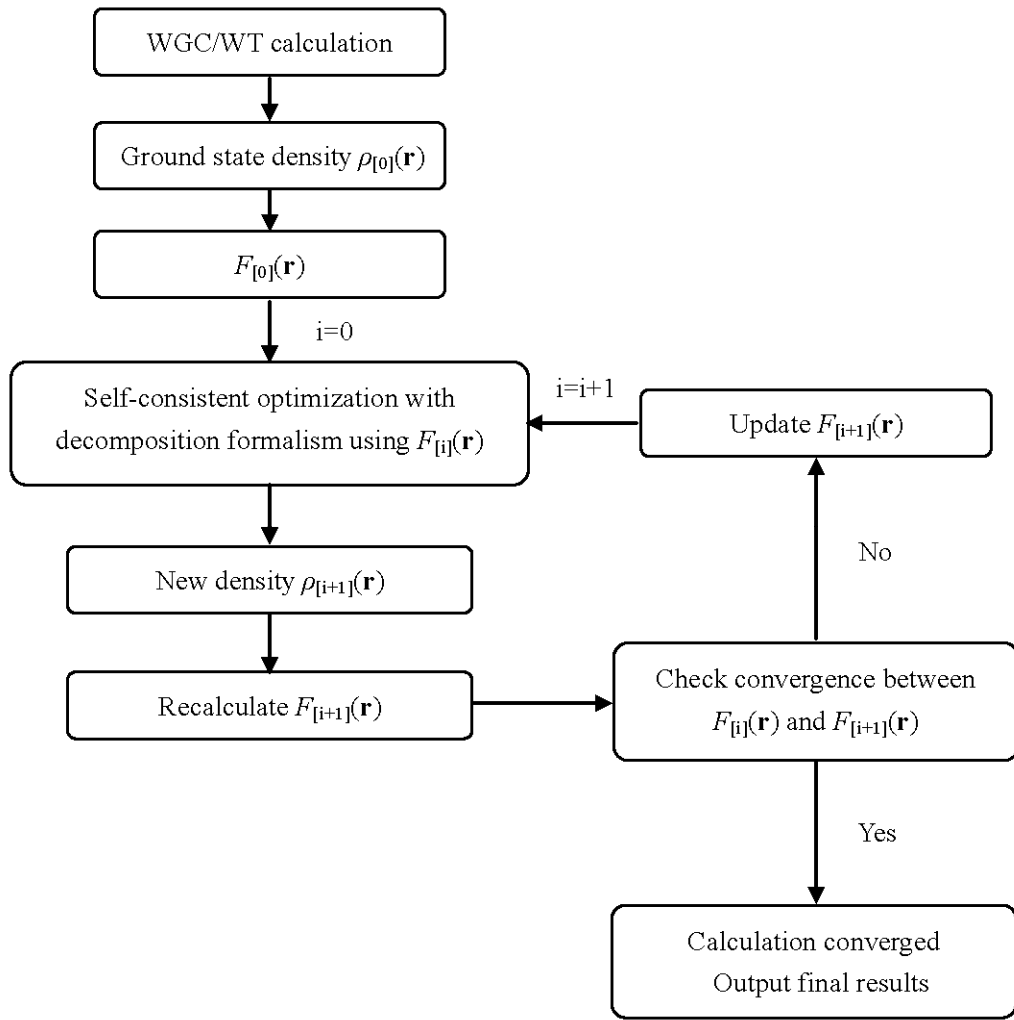 WGC/WT calculation
Ground state density ρ[0](r)
F[0](r)
i=0
Self-consistent optimization with
decomposition formalism using F[i](r)
i=i+1
Update F[i+1](r)
New density ρ[i+1](r)
No
Recalculate F[i+1](r)
Check convergence between
F[i](r) and F[i+1](r)
Yes
Calculation converged
Output final results